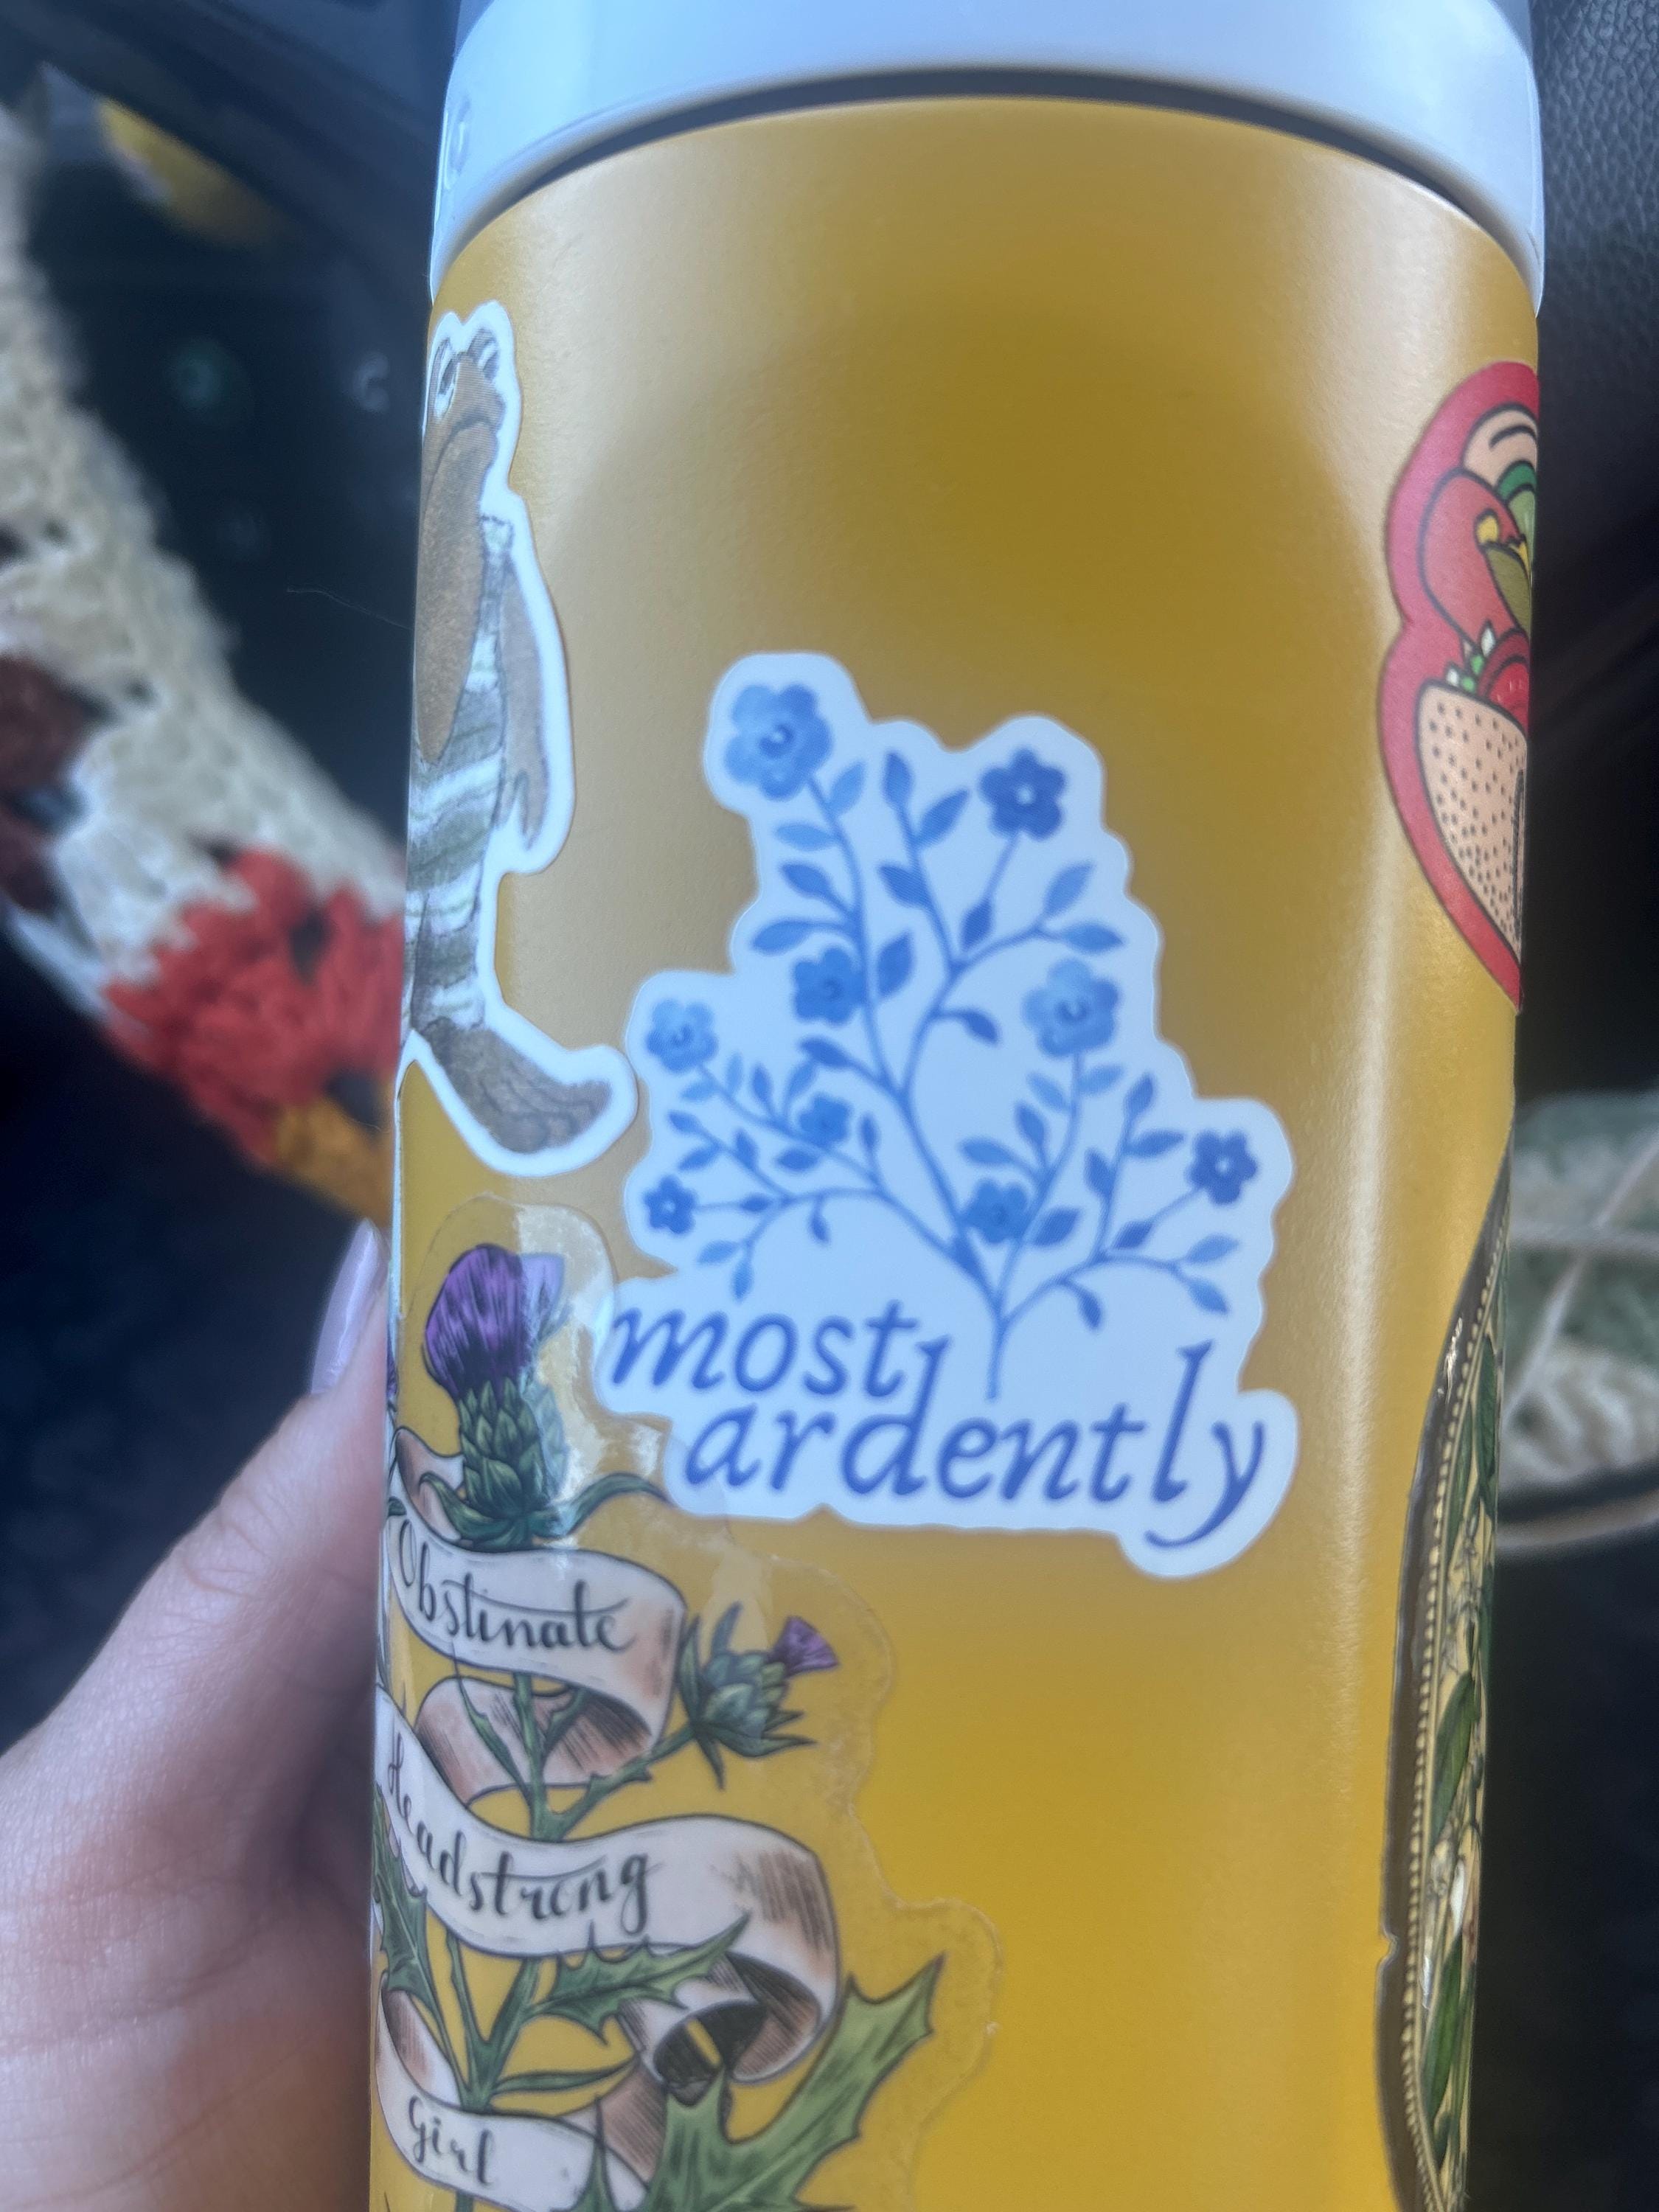 most
ardently
Obstinate
Headstrong
Girl